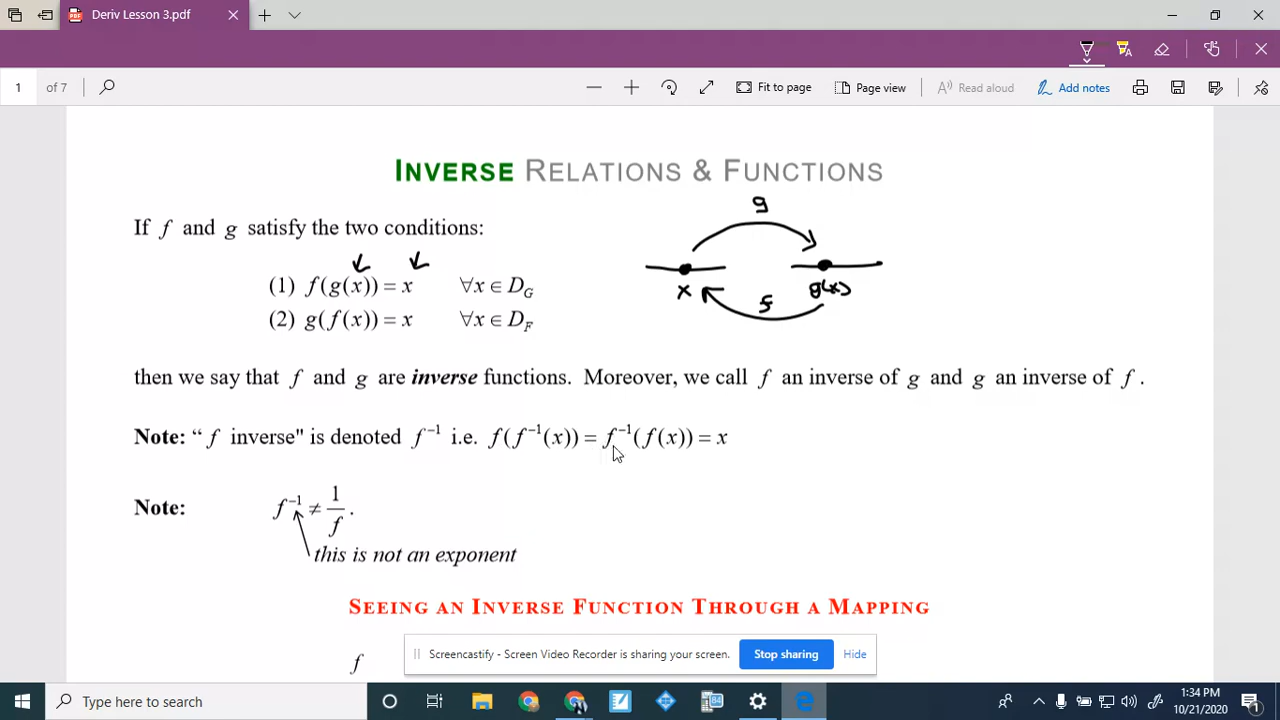 Deriv Lesson 3.pdf
1 of 7 Fit to page Page view Read aloud Add notes
INVERSE RELATIONS & FUNCTIONS
g
If f and g satisfy the two conditions:
(1) f(g(x)) = x ∀x ∈ D_G
(2) g(f(x)) = x ∀x ∈ D_F
x g(x)
f
then we say that f and g are inverse functions. Moreover, we call f an inverse of g and g an inverse of f .
Note: “ f inverse" is denoted f⁻¹ i.e. f(f⁻¹(x)) = f⁻¹(f(x)) = x
Note: f⁻¹ ≠ 1/f .
this is not an exponent
SEEING AN INVERSE FUNCTION THROUGH A MAPPING
f
Screencastify - Screen Video Recorder is sharing your screen. Stop sharing Hide
Type here to search
1:34 PM
10/21/2020